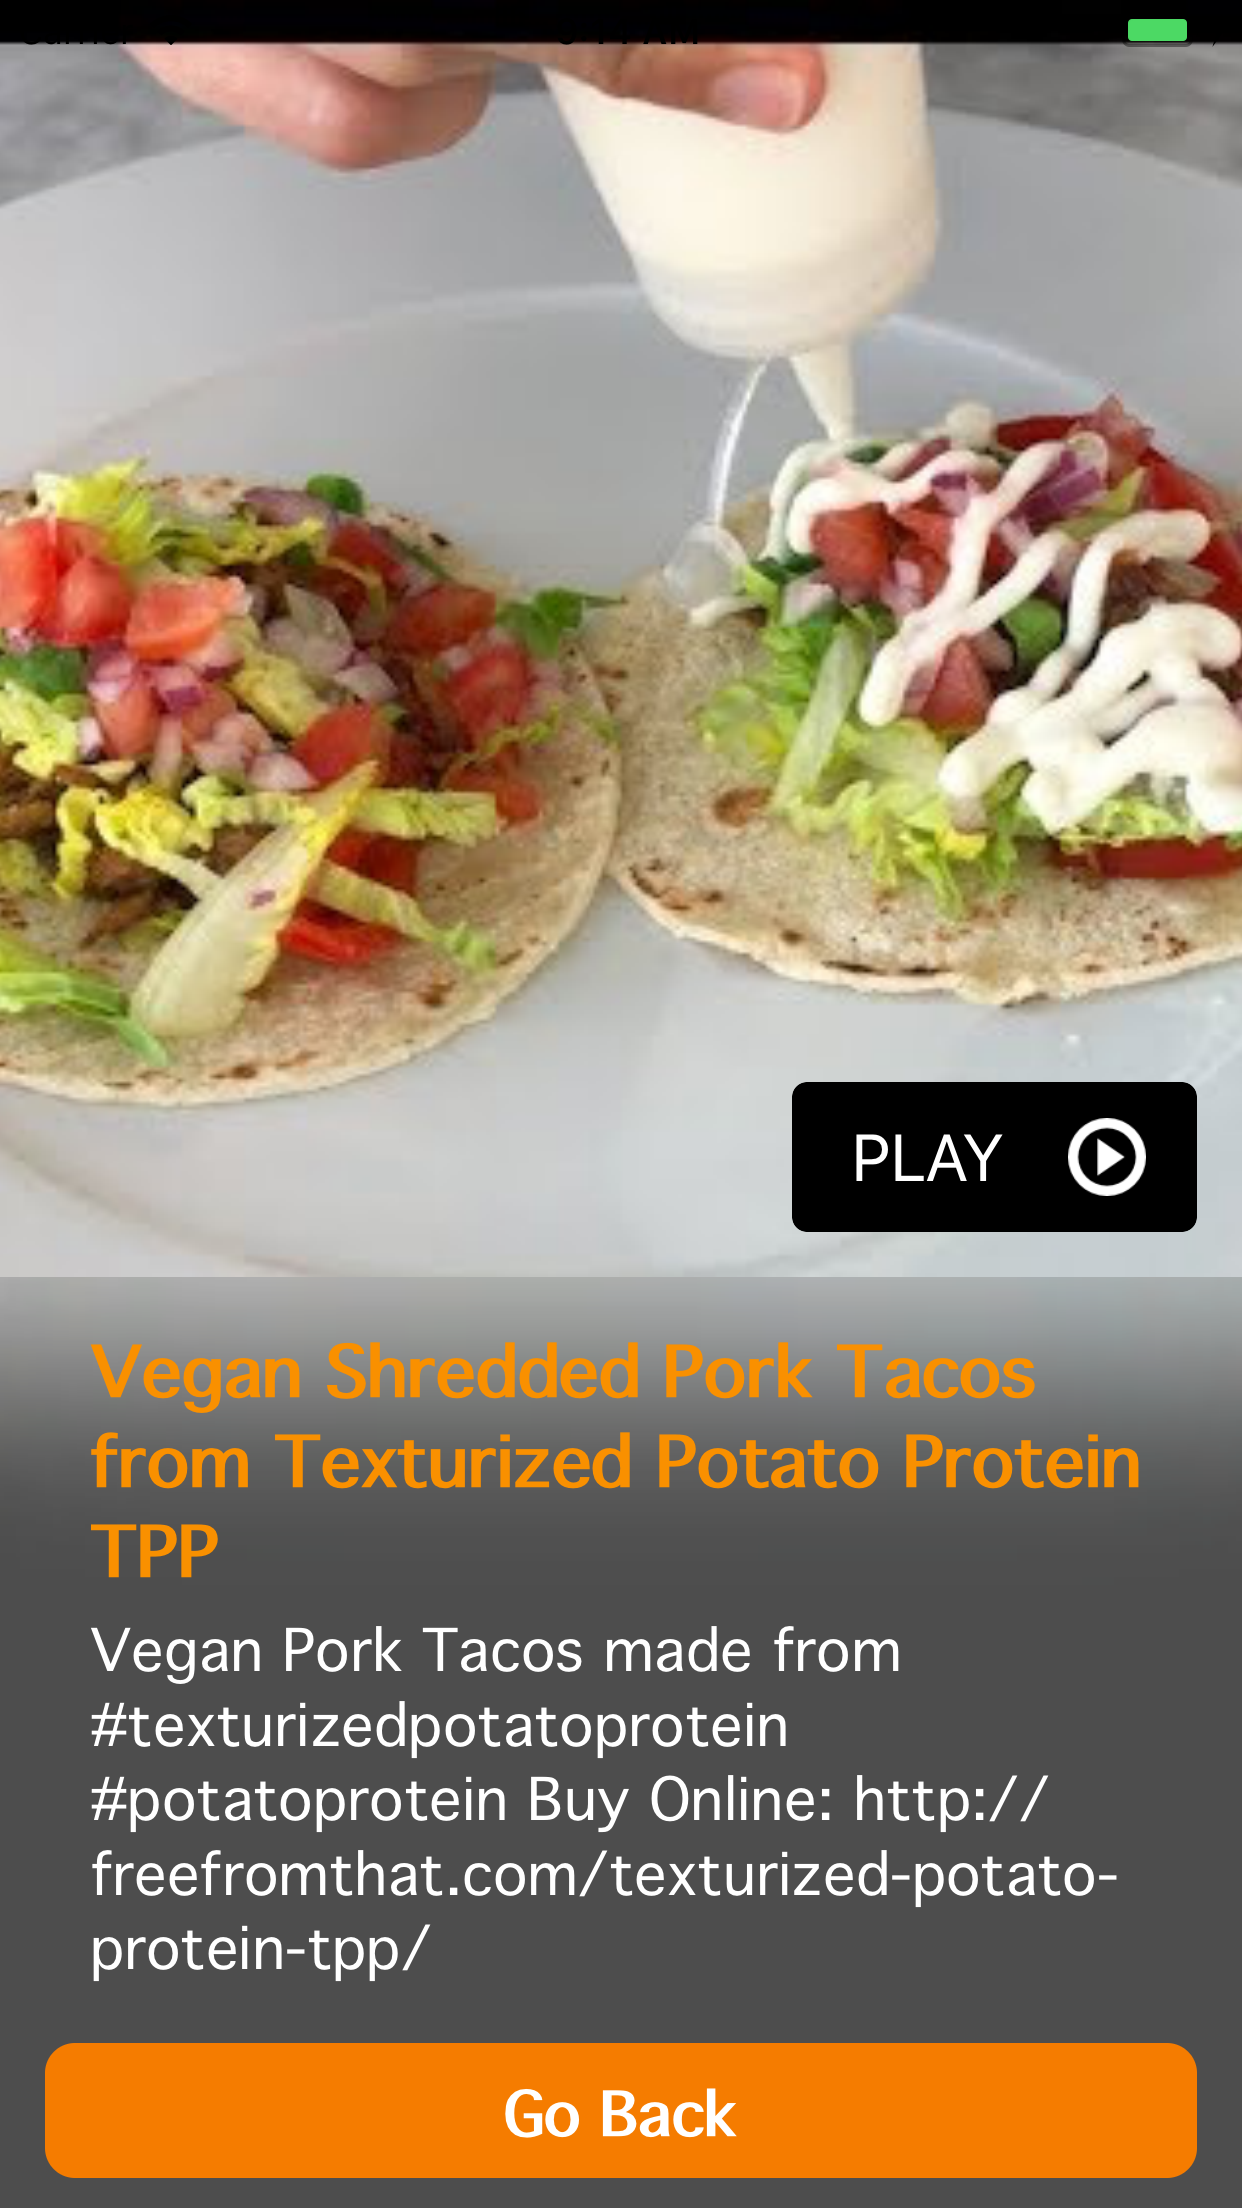 PLAY
Vegan Shredded Pork Tacos
from Texturized Potato Protein
TPP
Vegan Pork Tacos made from
#texturizedpotatoprotein
#potatoprotein Buy Online: http://
freefromthat.com/texturized-potato-
protein-tpp/
Go Back